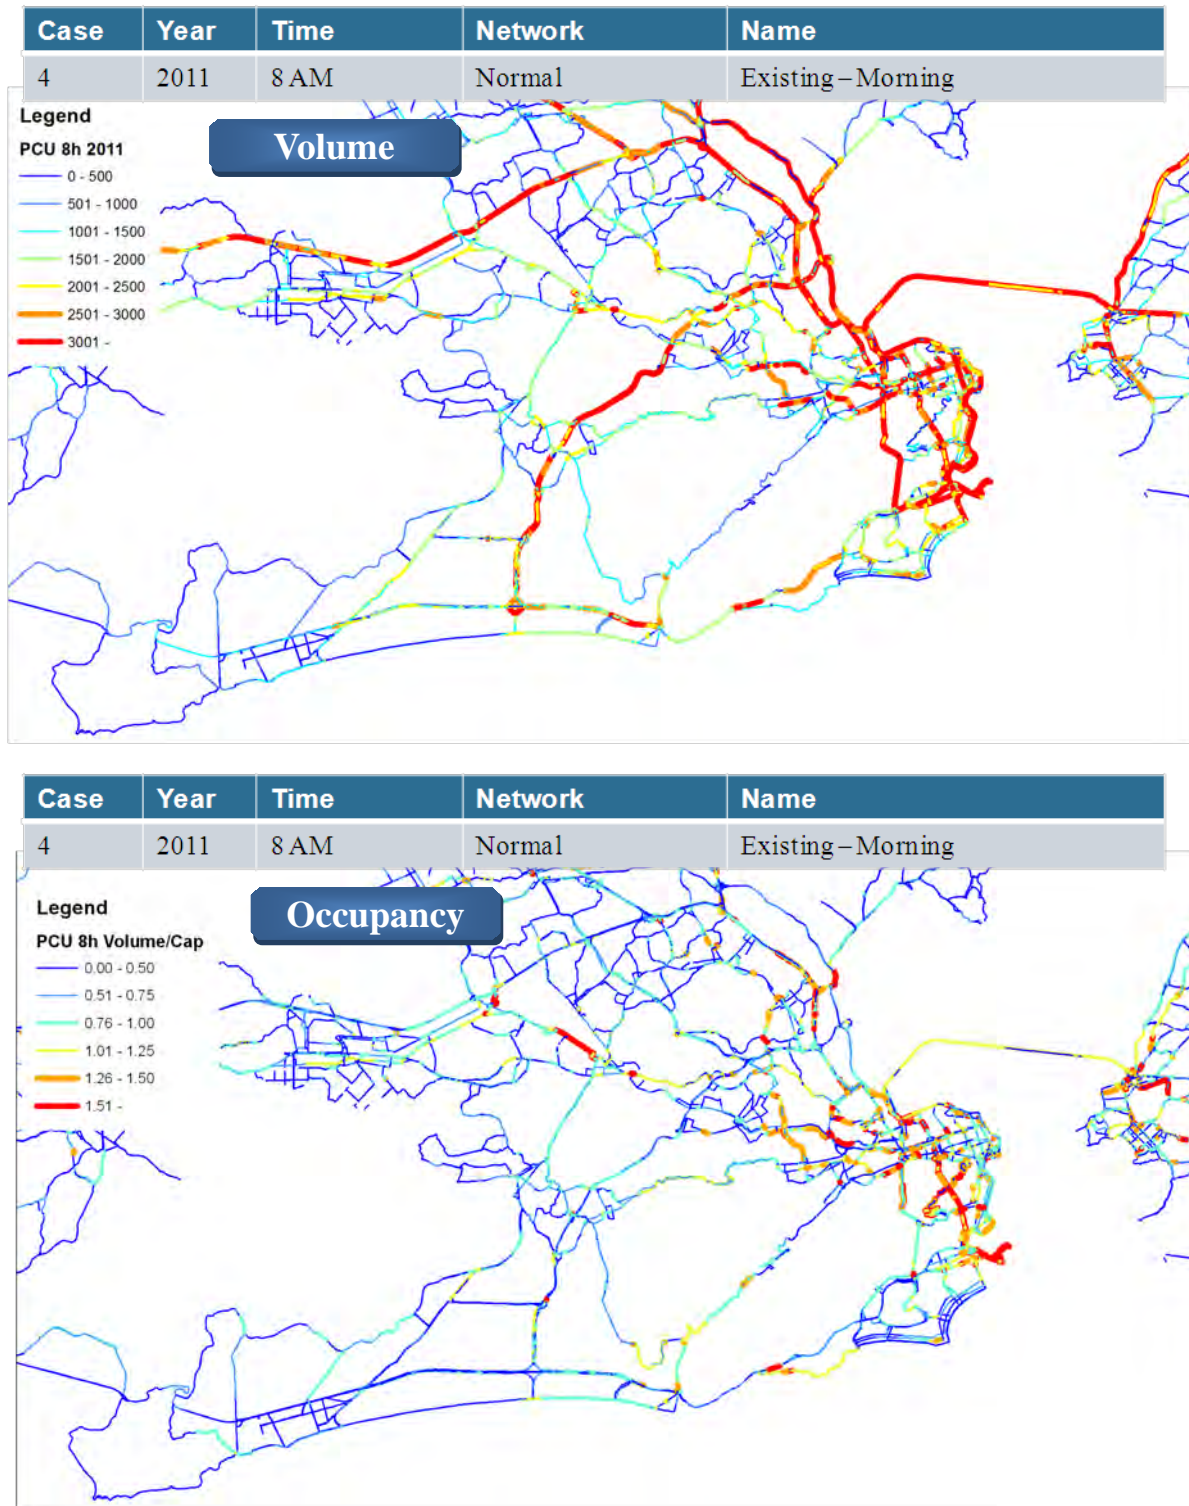 Case Year Time Network Name
4 2011 8 AM Normal Existing – Morning
Legend
PCU 8h 2011
Volume
0 - 500
501 - 1000
1001 - 1500
1501 - 2000
2001 - 2500
2501 - 3000
3001 -
Case Year Time Network Name
4 2011 8 AM Normal Existing – Morning
Legend
PCU 8h Volume/Cap
Occupancy
0.00 - 0.50
0.51 - 0.75
0.76 - 1.00
1.01 - 1.25
1.26 - 1.50
1.51 -